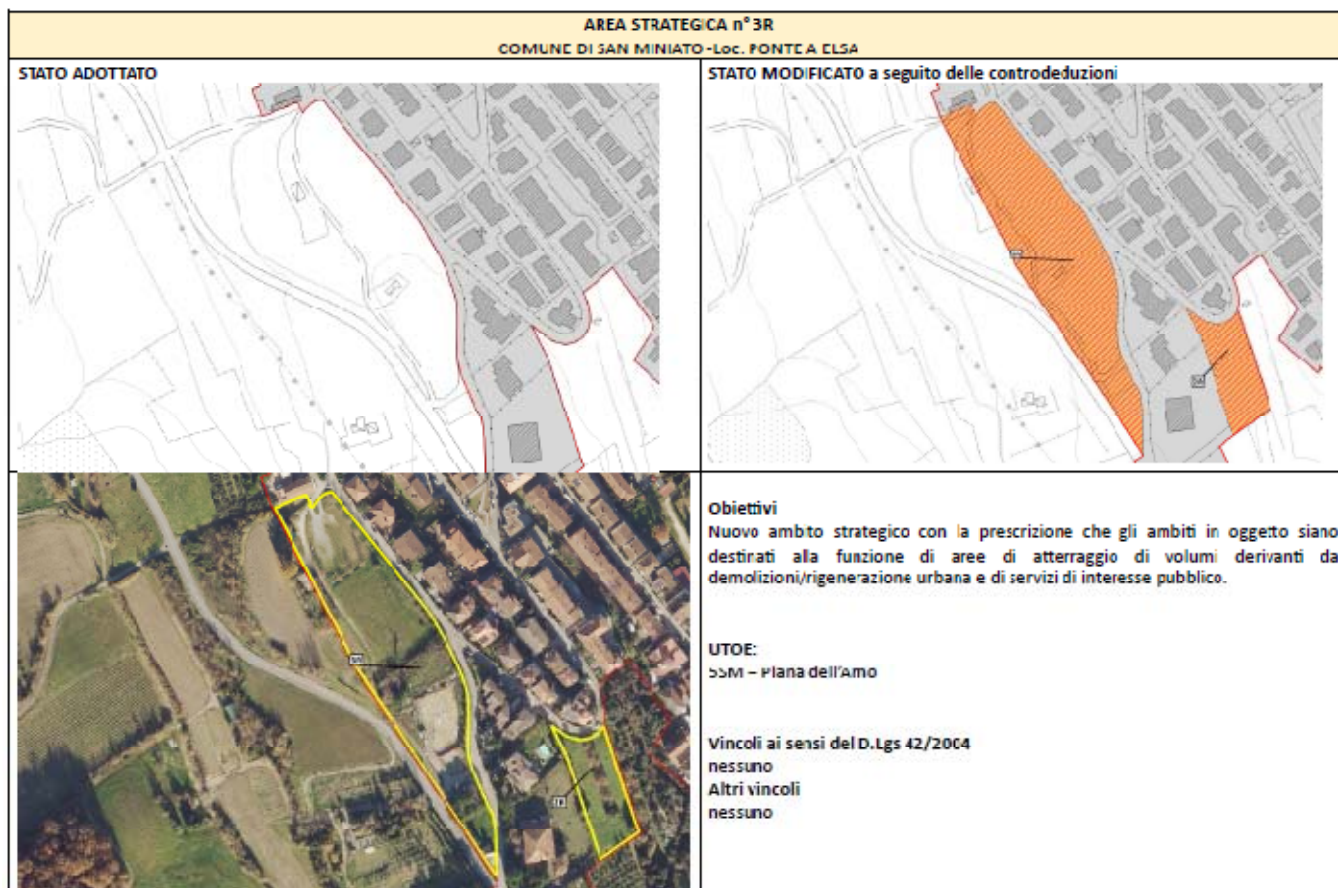 AREA STRATEGICA n° 3R
COMUNE DI SAN MINIATO -Loc. PONTE A ELSA
STATO ADOTTATO
STATO MODIFICATO a seguito delle controdeduzioni
Obiettivi
Nuovo ambito strategico con la prescrizione che gli ambiti in oggetto siano
destinati alla funzione di aree di atterraggio di volumi derivanti da
demolizioni/rigenerazione urbana e di servizi di interesse pubblico.
UTOE:
5SM – Piana dell'Arno
Vincoli ai sensi del D.Lgs 42/2004
nessuno
Altri vincoli
nessuno